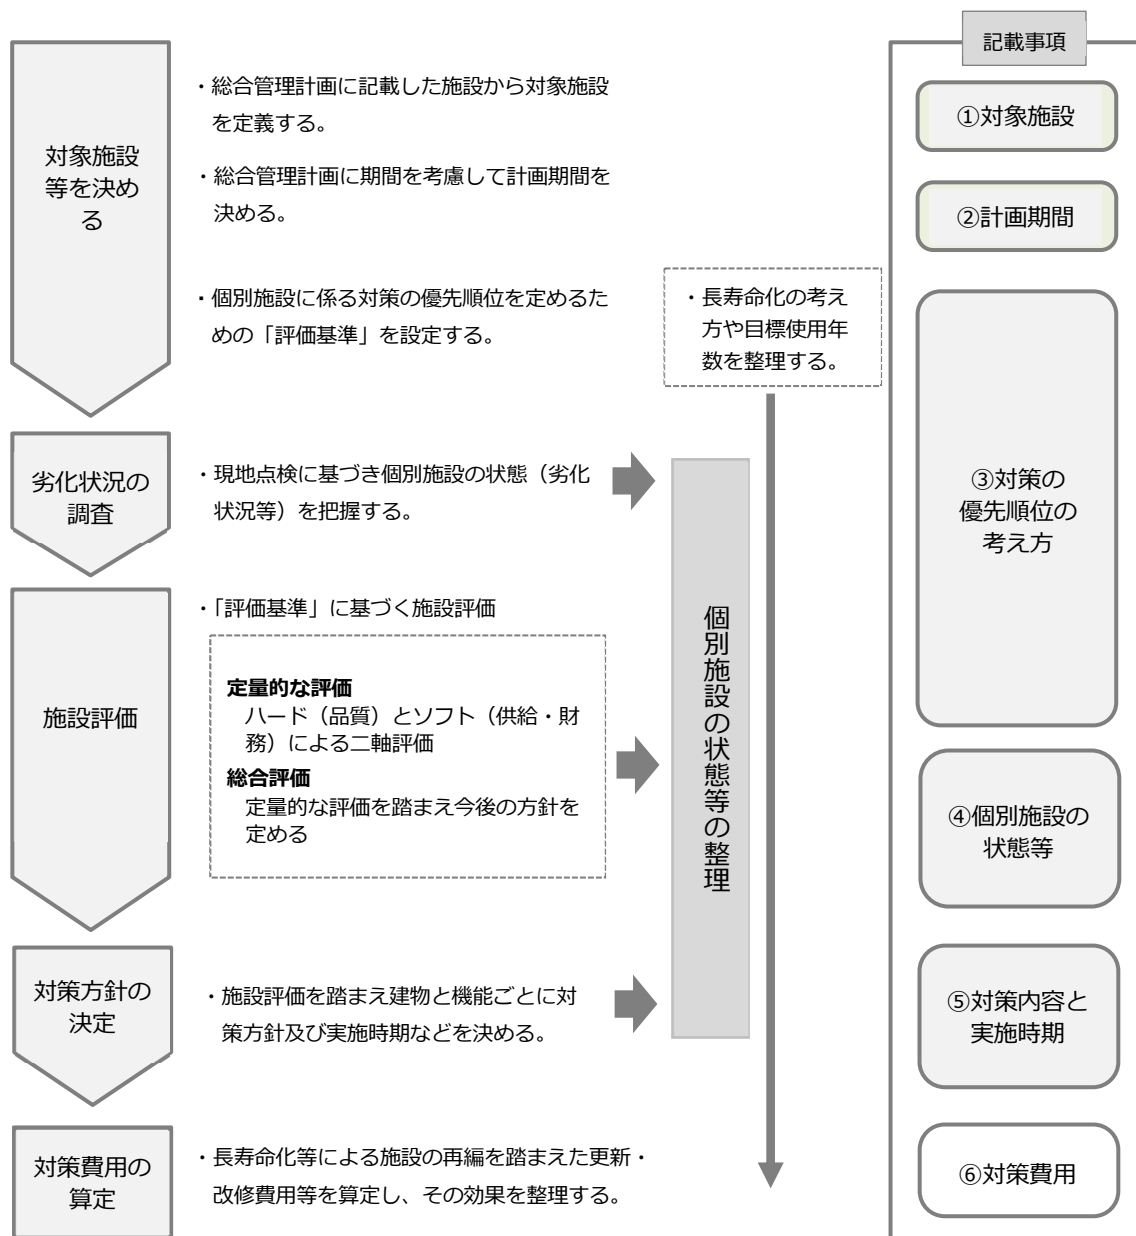 記載事項
対象施設
等を決め
る
・総合管理計画に記載した施設から対象施設
を定義する。
・総合管理計画に期間を考慮して計画期間を
決める。
・個別施設に係る対策の優先順位を定めるた
めの「評価基準」を設定する。
・長寿命化の考え
方や目標使用年
数を整理する。
劣化状況の
調査
・現地点検に基づき個別施設の状態（劣化
状況等）を把握する。
施設評価
・「評価基準」に基づく施設評価
定量的な評価
ハード（品質）とソフト（供給・財
務）による二軸評価
総合評価
定量的な評価を踏まえ今後の方針を
定める
個別施設の状態等の整理
対策方針の
決定
・施設評価を踏まえ建物と機能ごとに対
策方針及び実施時期などを決める。
対策費用の
算定
・長寿命化等による施設の再編を踏まえた更新・
改修費用等を算定し、その効果を整理する。
①対象施設
②計画期間
③対策の
優先順位の
考え方
④個別施設の
状態等
⑤対策内容と
実施時期
⑥対策費用